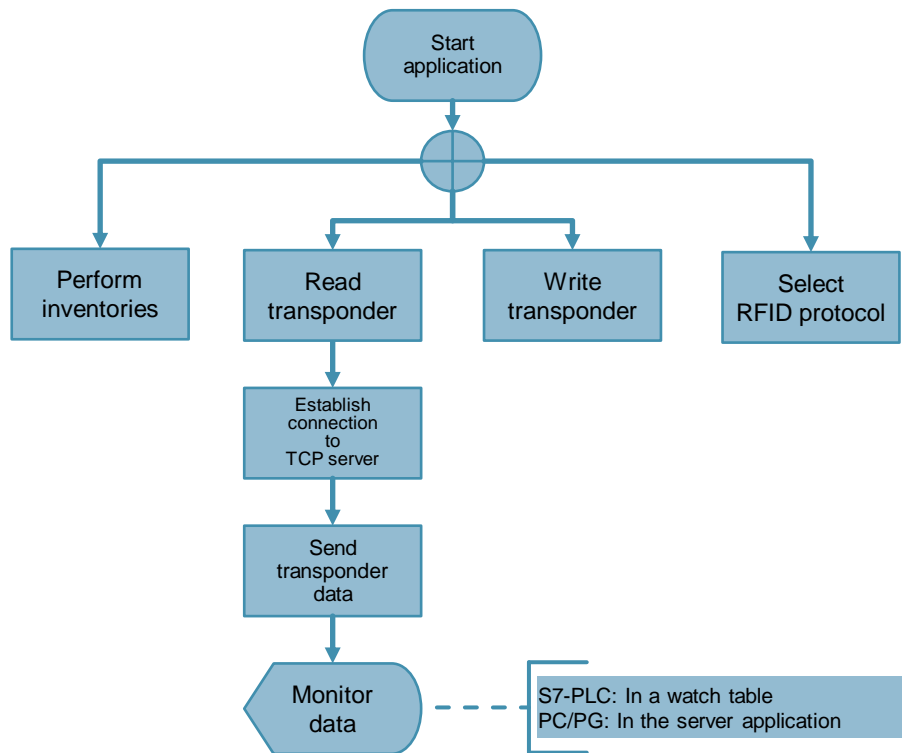 Start
application
Perform
inventories
Read
transponder
Write
transponder
Select
RFID protocol
Establish
connection
to
TCP server
Send
transponder
data
Monitor
data
S7-PLC: In a watch table
PC/PG: In the server application